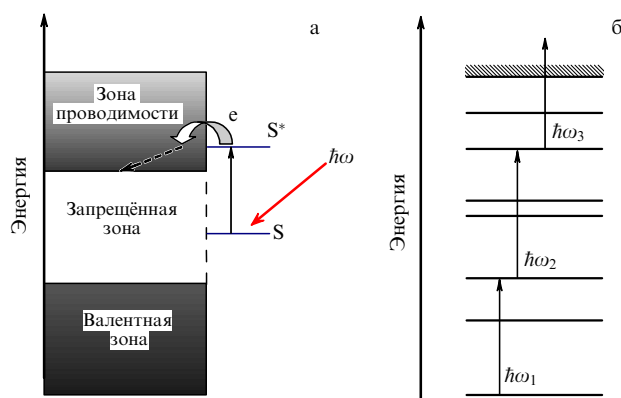 а
Энергия
Зона
проводимости
e
S*
ħω
Запрещённая
зона
S
Валентная
зона
б
Энергия
ħω3
ħω2
ħω1